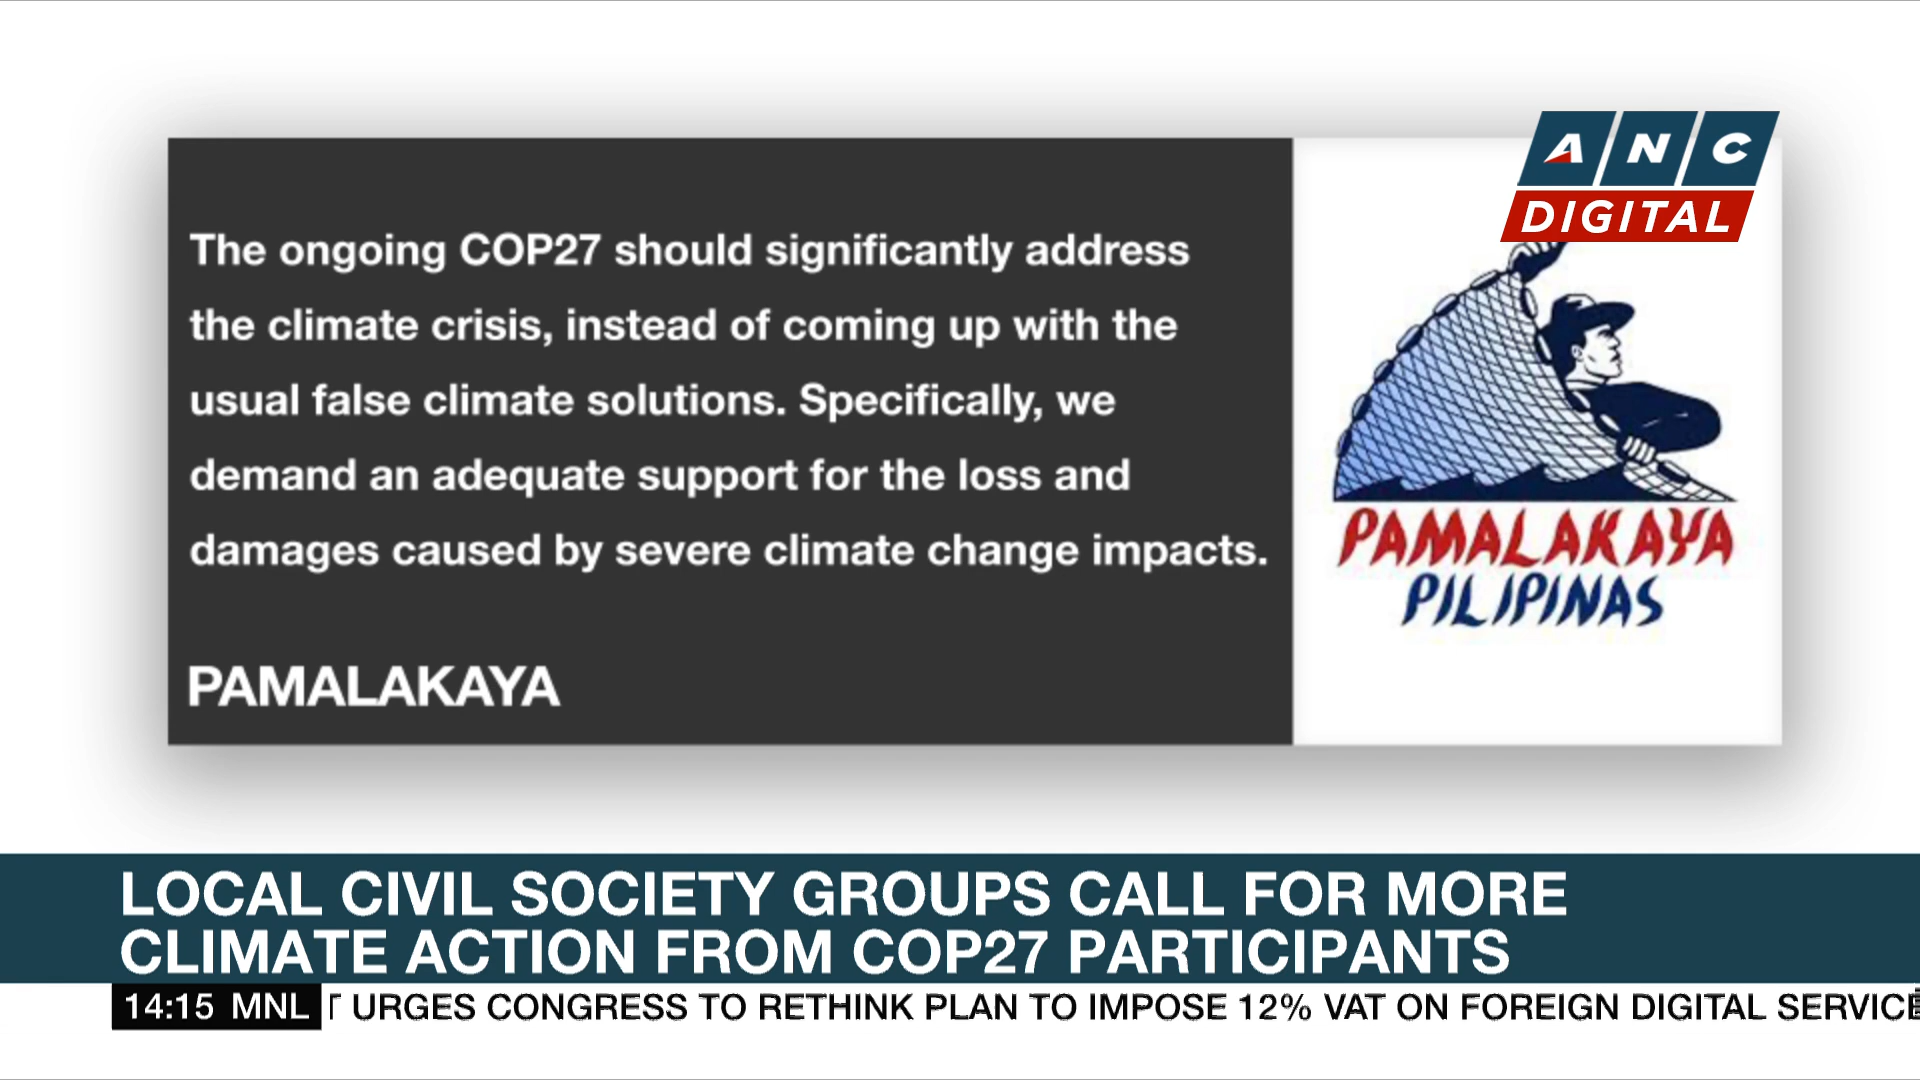 ANC
DIGITAL
The ongoing COP27 should significantly address
the climate crisis, instead of coming up with the
usual false climate solutions. Specifically, we
demand an adequate support for the loss and
damages caused by severe climate change impacts.
PAMALAKAYA
PAMALAKAYA
PILIPINAS
LOCAL CIVIL SOCIETY GROUPS CALL FOR MORE
CLIMATE ACTION FROM COP27 PARTICIPANTS
14:15 MNL URGES CONGRESS TO RETHINK PLAN TO IMPOSE 12% VAT ON FOREIGN DIGITAL SERVICE